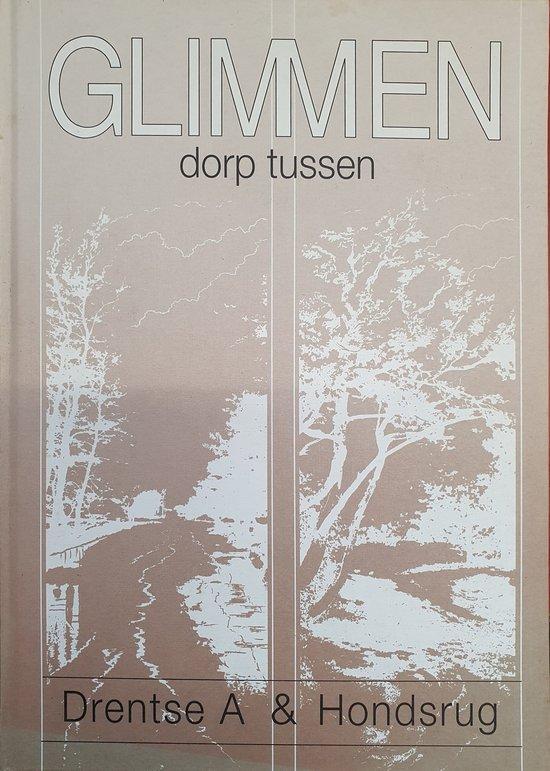 GLIMMEN
dorp tussen
Drentse A & Hondsrug